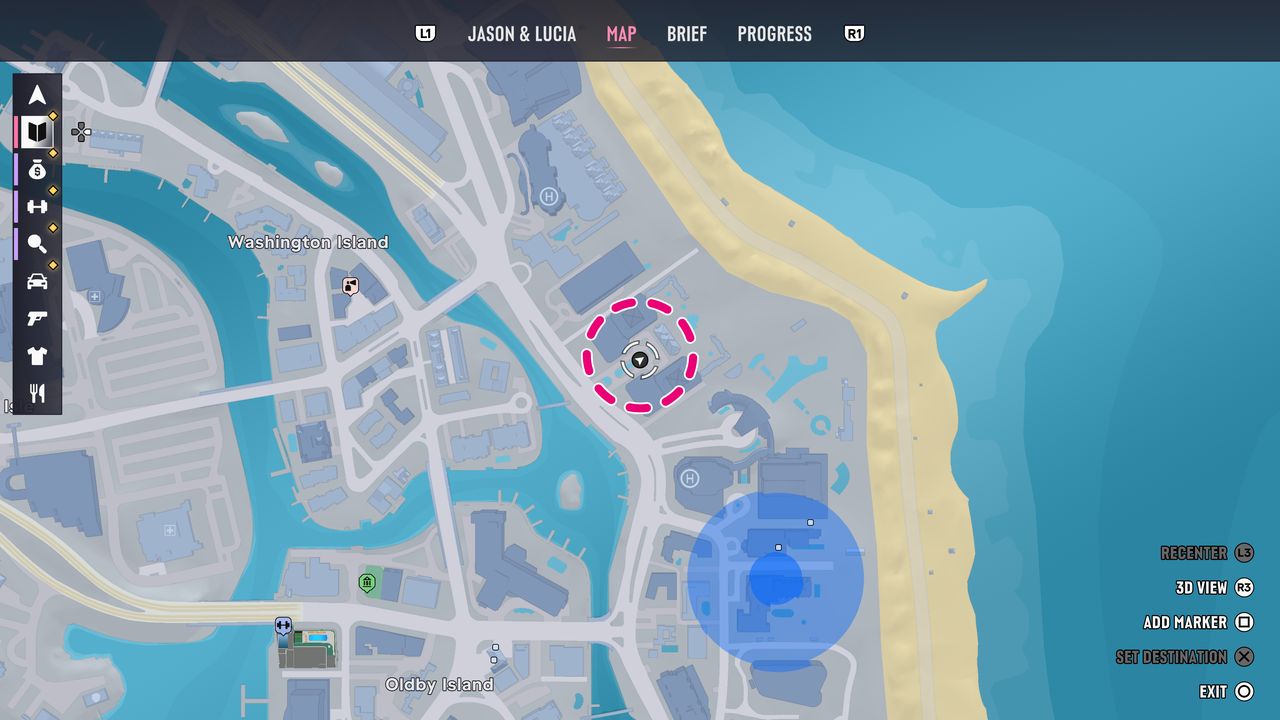 L1 JASON & LUCIA MAP BRIEF PROGRESS R1
Washington Island
H
H
Oldby Island
RECENTER L3
3D VIEW R3
ADD MARKER
SET DESTINATION
EXIT